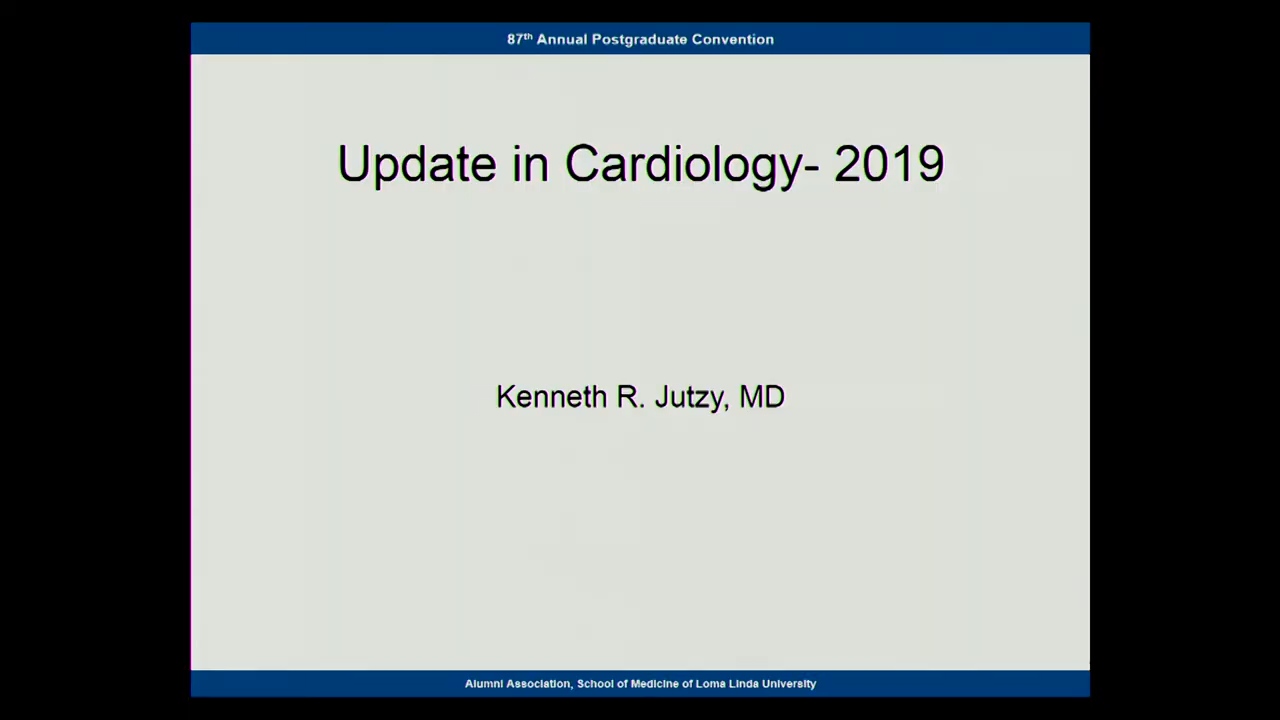 87th Annual Postgraduate Convention
Update in Cardiology- 2019
Kenneth R. Jutzy, MD
Alumni Association, School of Medicine of Loma Linda University